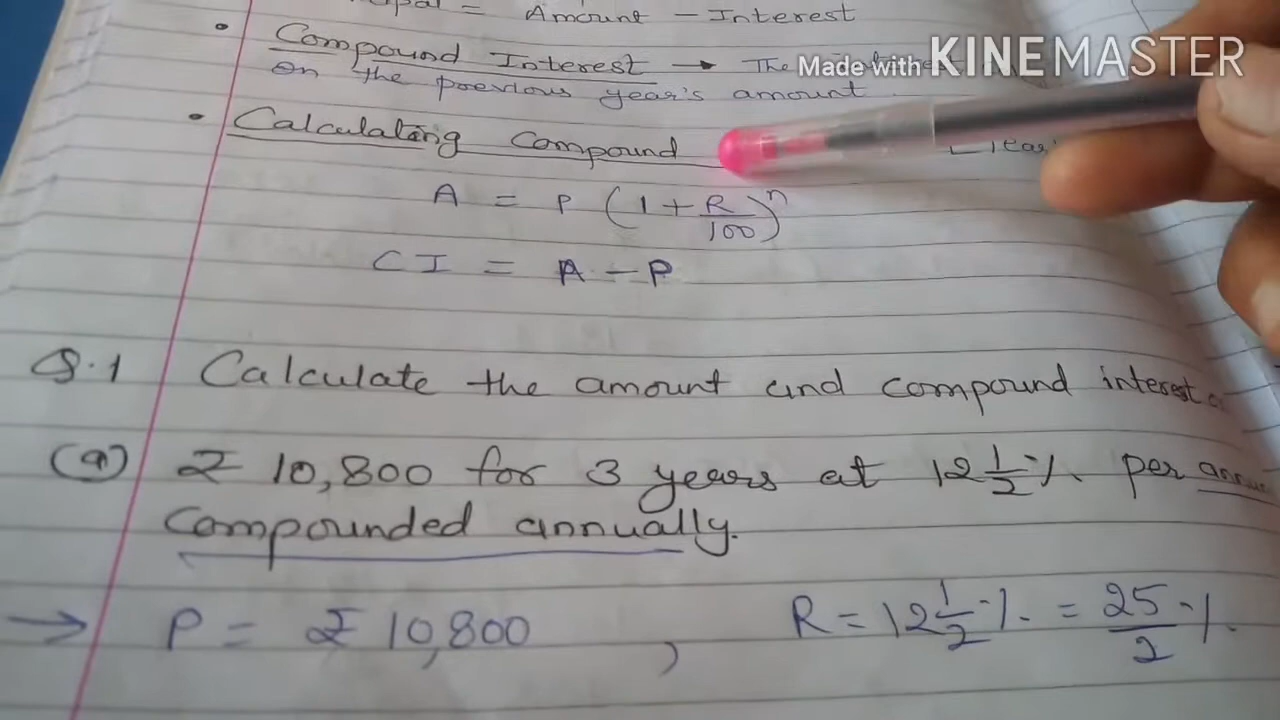 = Amount - Interest
• Compound Interest → The
on the previous year's amount
Made with KINEMASTER
• Calculating Compound
A = P (1 + R/100)^n
CI = A - P
Q.1 Calculate the amount and compound interest
(a) ₹ 10,800 for 3 years at 12 1/2 % per annum
compounded annually.
→ P = ₹ 10,800 , R = 12 1/2 % = 25/2 %